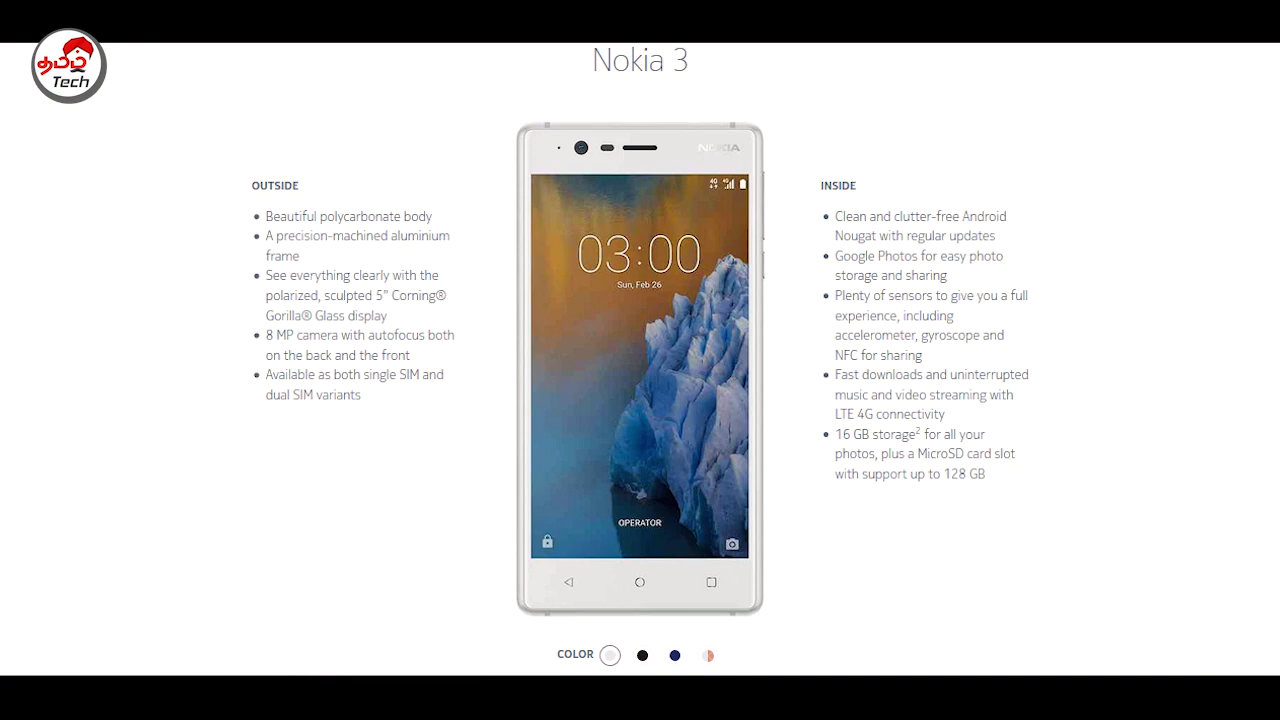 தமிழ்
Tech
Nokia 3
OUTSIDE
• Beautiful polycarbonate body
• A precision-machined aluminium
frame
• See everything clearly with the
polarized, sculpted 5" Corning®
Gorilla® Glass display
• 8 MP camera with autofocus both
on the back and the front
• Available as both single SIM and
dual SIM variants
NOKIA
4G 4G
03:00
Sun, Feb 26
OPERATOR
INSIDE
• Clean and clutter-free Android
Nougat with regular updates
• Google Photos for easy photo
storage and sharing
• Plenty of sensors to give you a full
experience, including
accelerometer, gyroscope and
NFC for sharing
• Fast downloads and uninterrupted
music and video streaming with
LTE 4G connectivity
• 16 GB storage² for all your
photos, plus a MicroSD card slot
with support up to 128 GB
COLOR